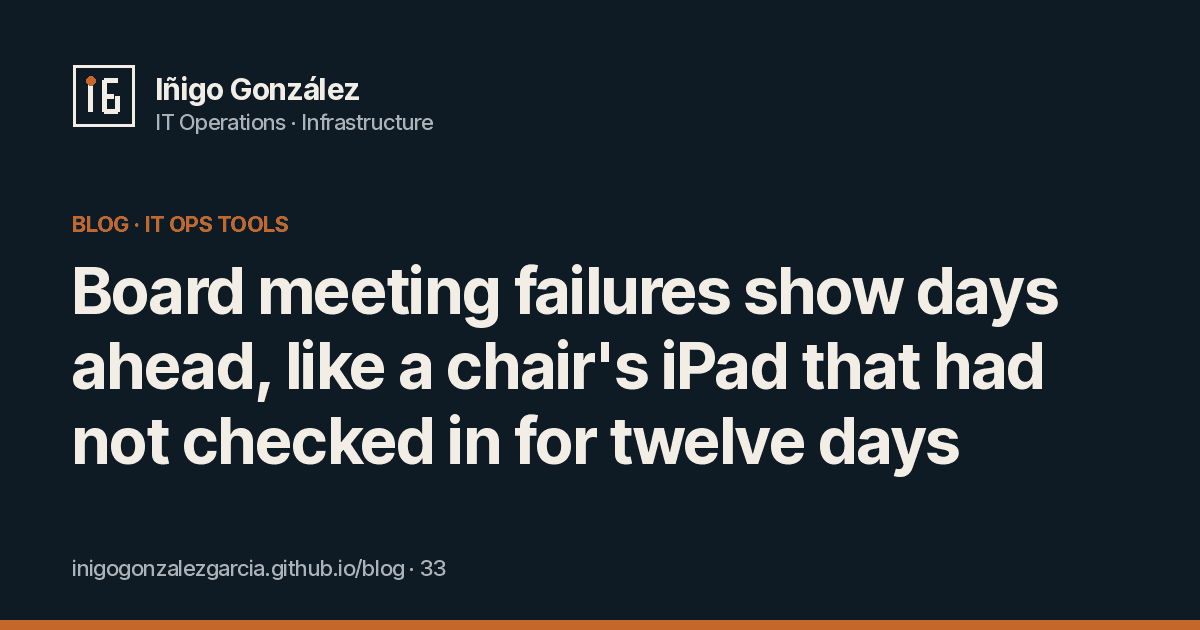 iG
Iñigo González
IT Operations · Infrastructure
BLOG · IT OPS TOOLS
Board meeting failures show days
ahead, like a chair's iPad that had
not checked in for twelve days
inigogonzalezgarcia.github.io/blog · 33